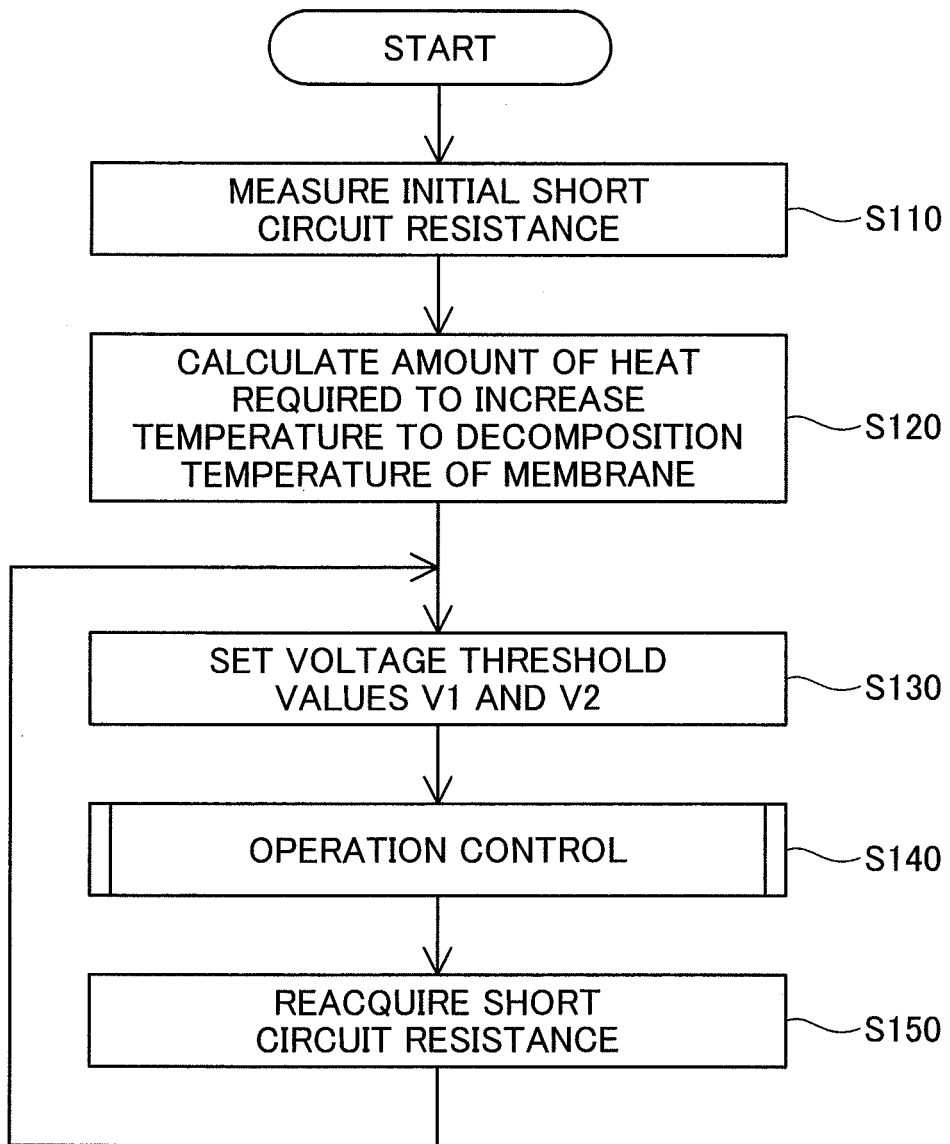 START
MEASURE INITIAL SHORT
CIRCUIT RESISTANCE
S110
CALCULATE AMOUNT OF HEAT
REQUIRED TO INCREASE
TEMPERATURE TO DECOMPOSITION
TEMPERATURE OF MEMBRANE
S120
SET VOLTAGE THRESHOLD
VALUES V1 AND V2
S130
OPERATION CONTROL
S140
REACQUIRE SHORT
CIRCUIT RESISTANCE
S150